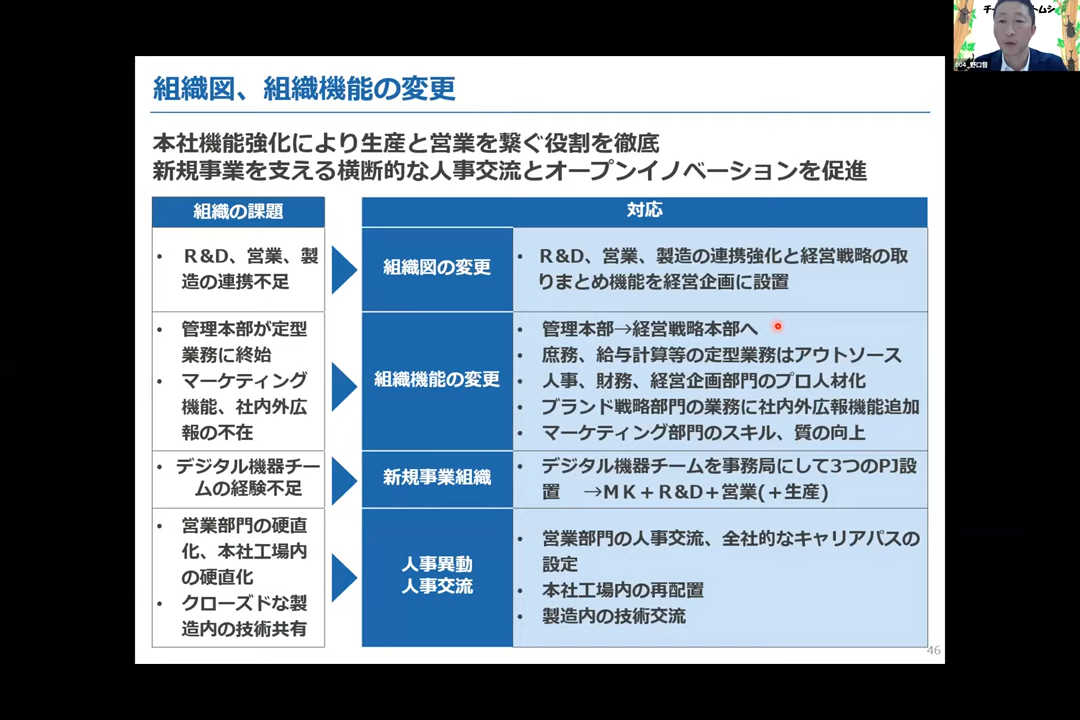 組織図、組織機能の変更
本社機能強化により生産と営業を繋ぐ役割を徹底
新規事業を支える横断的な人事交流とオープンイノベーションを促進
組織の課題
対応
• R&D、営業、製
造の連携不足
組織図の変更
• R&D、営業、製造の連携強化と経営戦略の取
りまとめ機能を経営企画に設置
• 管理本部が定型
業務に終始
• マーケティング
機能、社内外広
報の不在
組織機能の変更
• 管理本部→経営戦略本部へ
• 庶務、給与計算等の定型業務はアウトソース
• 人事、財務、経営企画部門のプロ人材化
• ブランド戦略部門の業務に社内外広報機能追加
• マーケティング部門のスキル、質の向上
• デジタル機器チー
ムの経験不足
新規事業組織
• デジタル機器チームを事務局にして3つのPJ設
置 →MK+R&D+営業(+生産)
• 営業部門の硬直
化、本社工場内
の硬直化
• クローズドな製
造内の技術共有
人事異動
人事交流
• 営業部門の人事交流、全社的なキャリアパスの
設定
• 本社工場内の再配置
• 製造内の技術交流
46